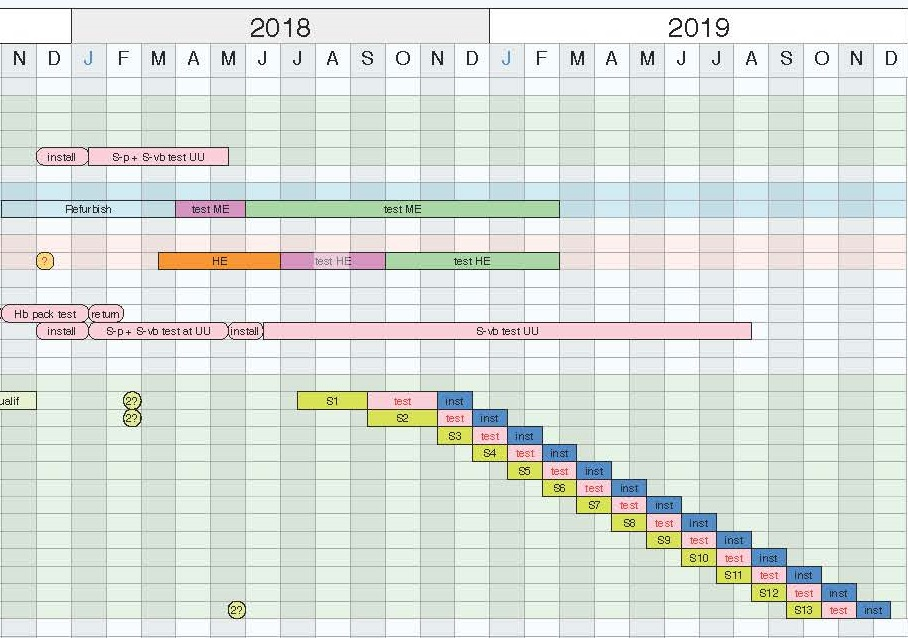 2018 2019
N D J F M A M J J A S O N D J F M A M J J A S O N D
install S-p + S-vb test UU
Refurbish test ME test ME
? HE test HE test HE
Hb pack test return
install S-p + S-vb test at UU install S-vb test UU
ualif 2? S1 test inst
2? S2 test inst
S3 test inst
S4 test inst
S5 test inst
S6 test inst
S7 test inst
S8 test inst
S9 test inst
S10 test inst
S11 test inst
S12 test inst
2? S13 test inst